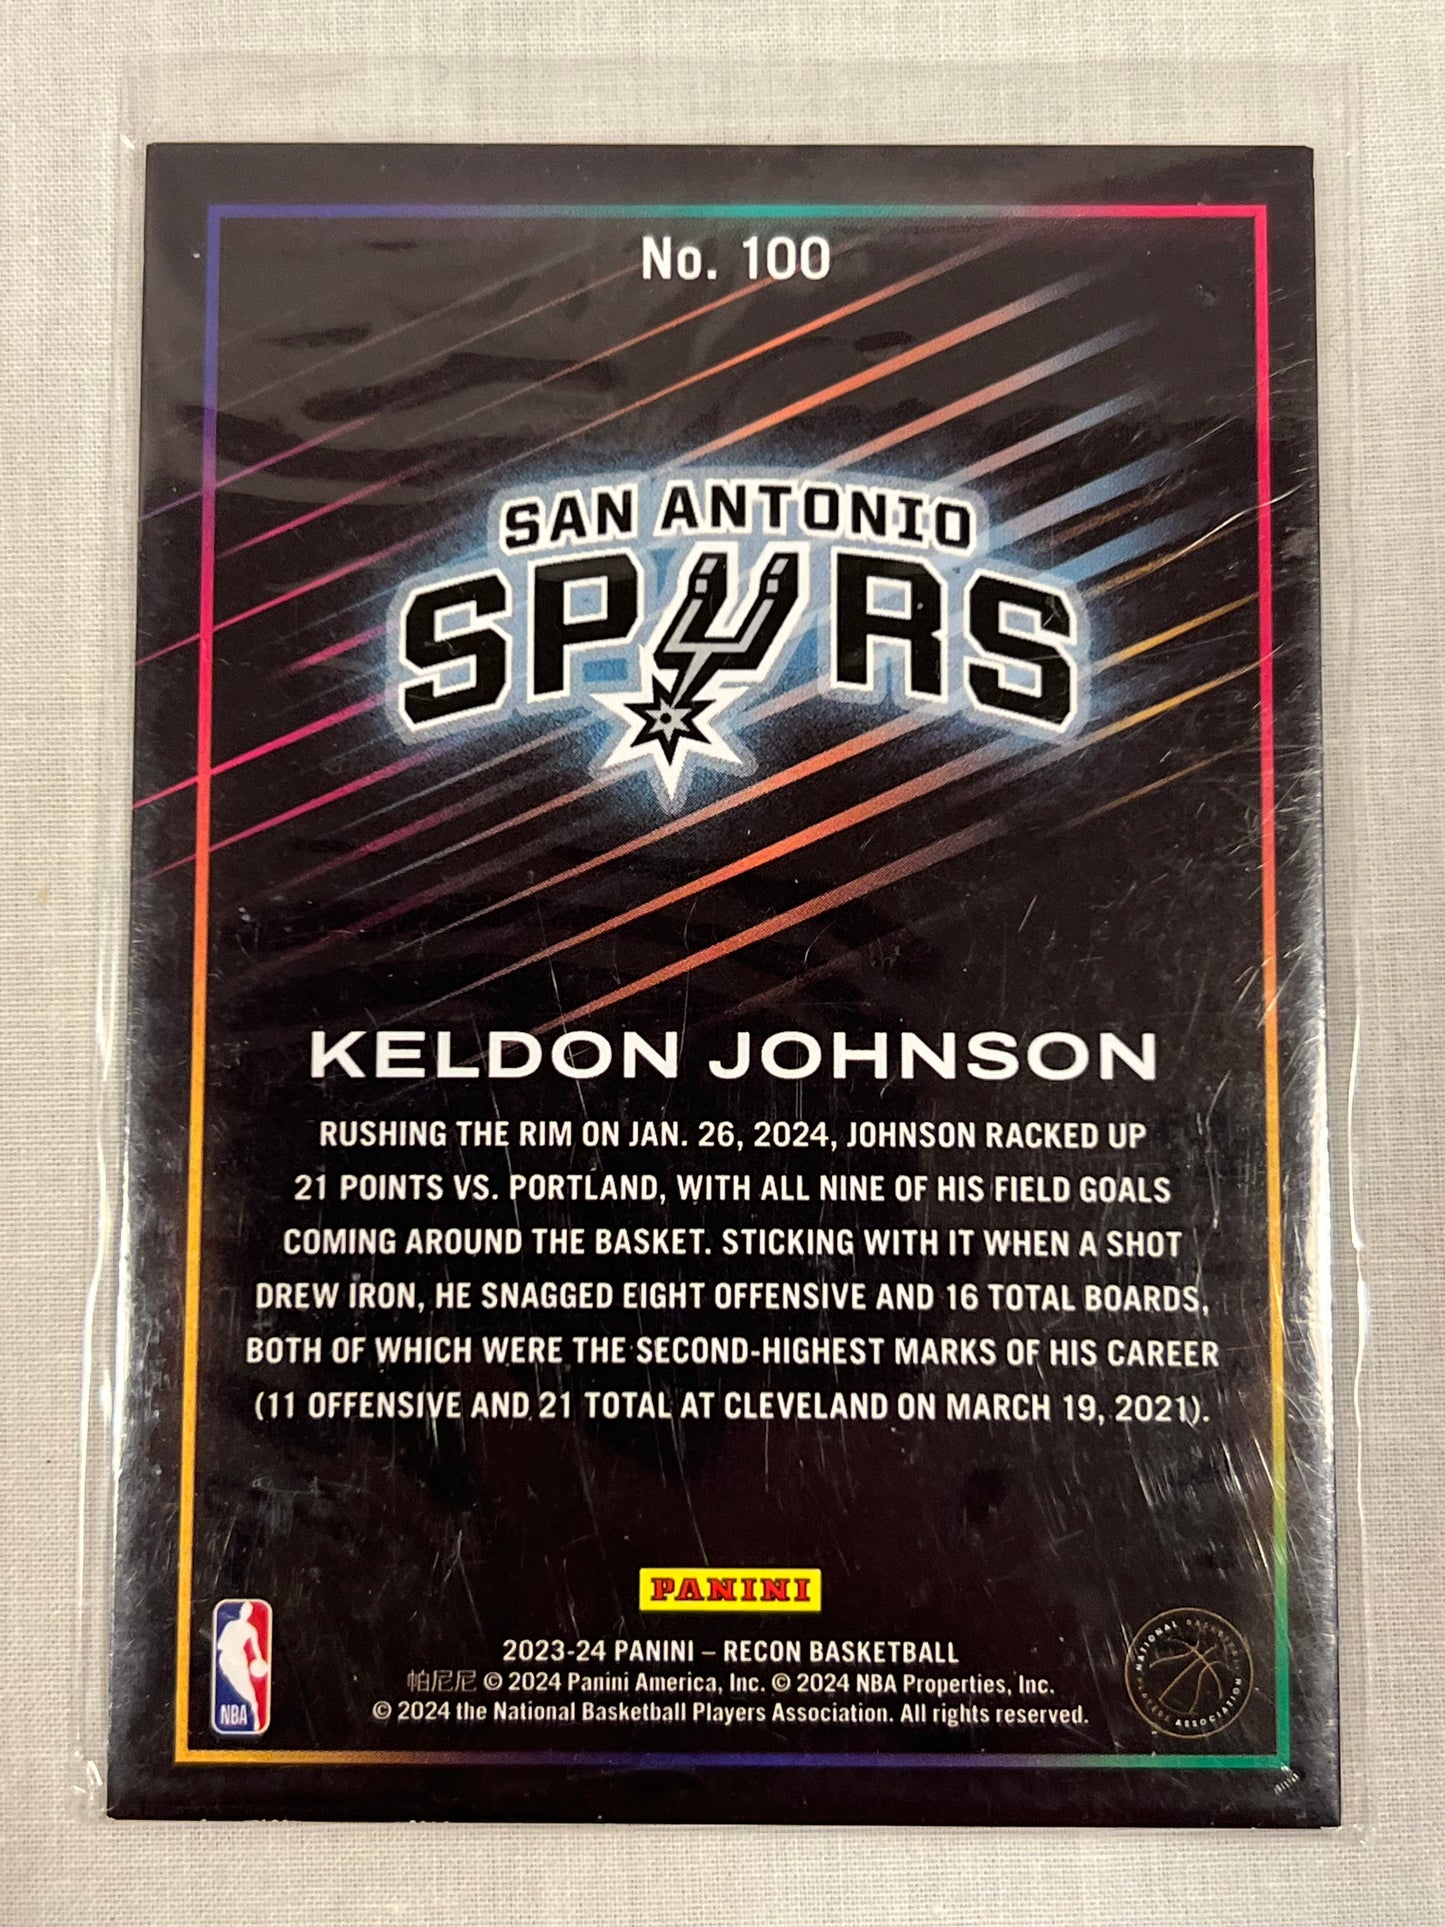 No. 100
SAN ANTONIO
SPURS
KELDON JOHNSON
RUSHING THE RIM ON JAN. 26, 2024, JOHNSON RACKED UP
21 POINTS VS. PORTLAND, WITH ALL NINE OF HIS FIELD GOALS
COMING AROUND THE BASKET. STICKING WITH IT WHEN A SHOT
DREW IRON, HE SNAGGED EIGHT OFFENSIVE AND 16 TOTAL BOARDS,
BOTH OF WHICH WERE THE SECOND-HIGHEST MARKS OF HIS CAREER
(11 OFFENSIVE AND 21 TOTAL AT CLEVELAND ON MARCH 19, 2021).
PANINI
2023-24 PANINI – RECON BASKETBALL
帕尼尼 © 2024 Panini America, Inc. © 2024 NBA Properties, Inc.
© 2024 the National Basketball Players Association. All rights reserved.
NBA
NATIONAL BASKETBALL
PLAYERS ASSOCIATION